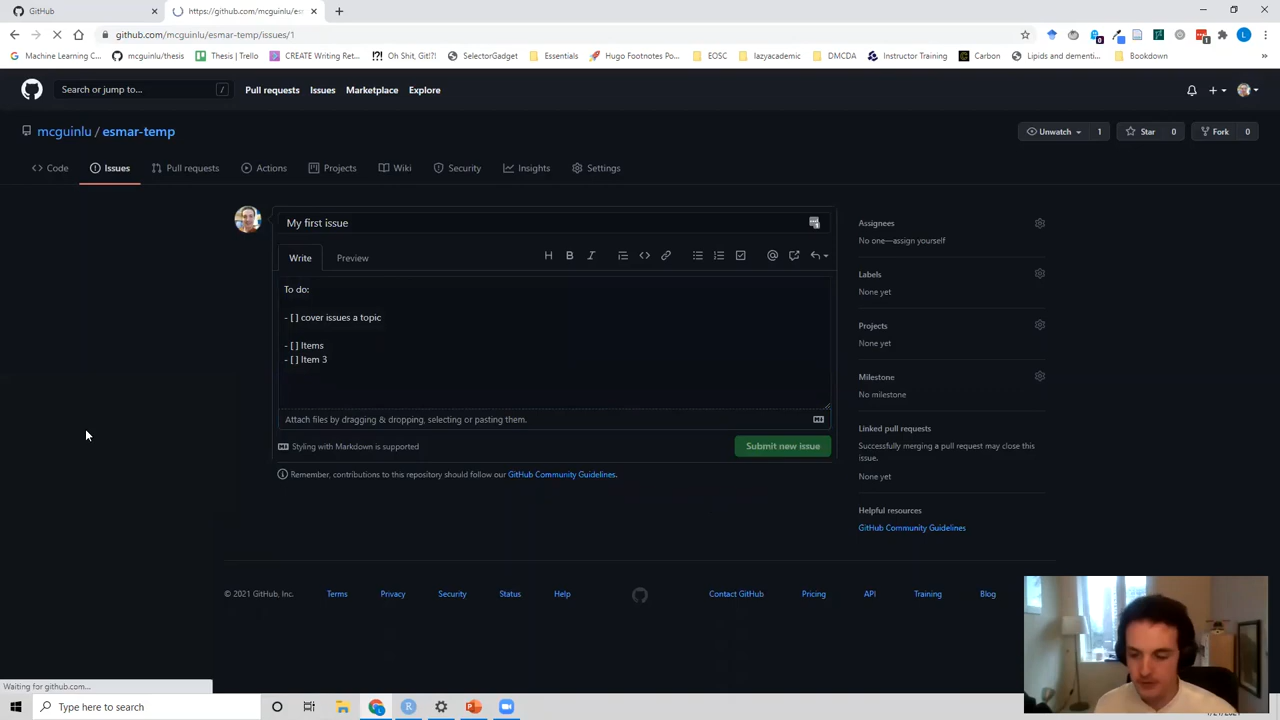 GitHub
https://github.com/mcguinlu/esm
github.com/mcguinlu/esmar-temp/issues/1
Machine Learning C...
mcguinlu/thesis
Thesis | Trello
CREATE Writing Ret...
?! Oh Shit, Git!?!
SelectorGadget
Essentials
Hugo Footnotes Po...
EOSC
lazyacademic
DMCDA
Instructor Training
Carbon
Lipids and dementi...
Bookdown
»
Search or jump to...
/
Pull requests
Issues
Marketplace
Explore
mcguinlu / esmar-temp
Unwatch
1
Star
0
Fork
0
Code
Issues
Pull requests
Actions
Projects
Wiki
Security
Insights
Settings
My first issue
Write
Preview
To do:
- [ ] cover issues a topic
- [ ] Items
- [ ] Item 3
Attach files by dragging & dropping, selecting or pasting them.
Styling with Markdown is supported
Submit new issue
Remember, contributions to this repository should follow our GitHub Community Guidelines.
Assignees
No one—assign yourself
Labels
None yet
Projects
None yet
Milestone
No milestone
Linked pull requests
Successfully merging a pull request may close this
issue.
None yet
Helpful resources
GitHub Community Guidelines
© 2021 GitHub, Inc.
Terms
Privacy
Security
Status
Help
Contact GitHub
Pricing
API
Training
Blog
Waiting for github.com...
Type here to search